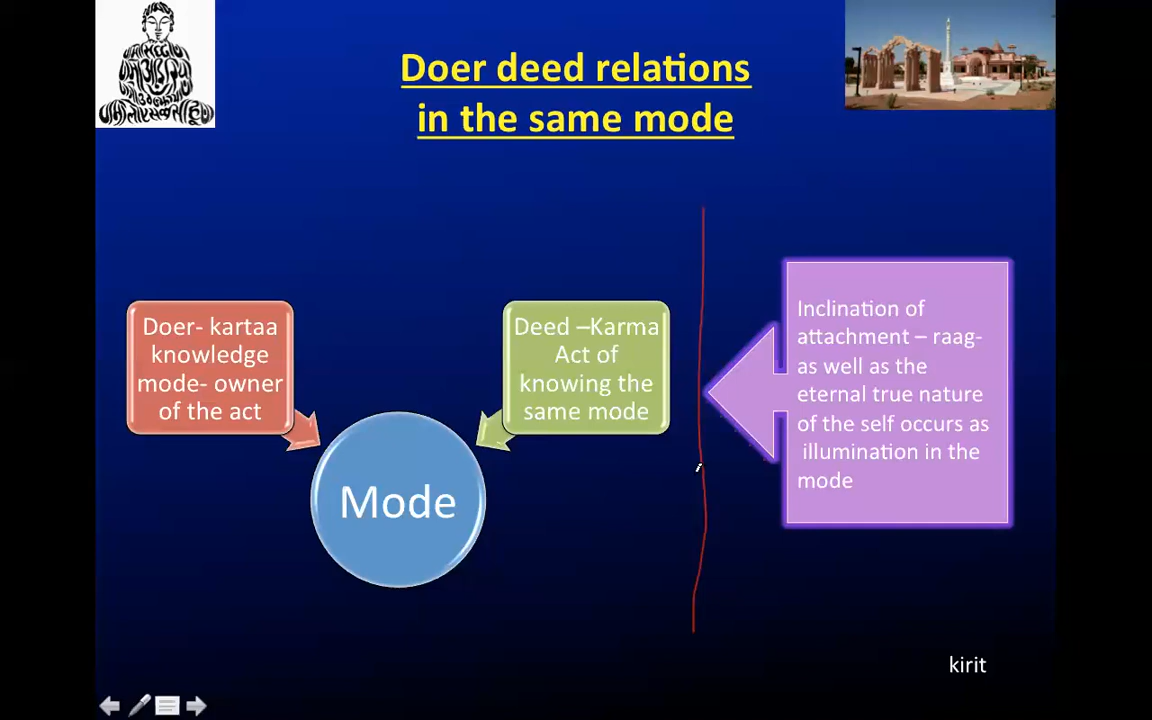 Doer deed relations
in the same mode
Doer- kartaa
knowledge
mode- owner
of the act
Deed –Karma
Act of
knowing the
same mode
Mode
Inclination of
attachment – raag-
as well as the
eternal true nature
of the self occurs as
illumination in the
mode
kirit